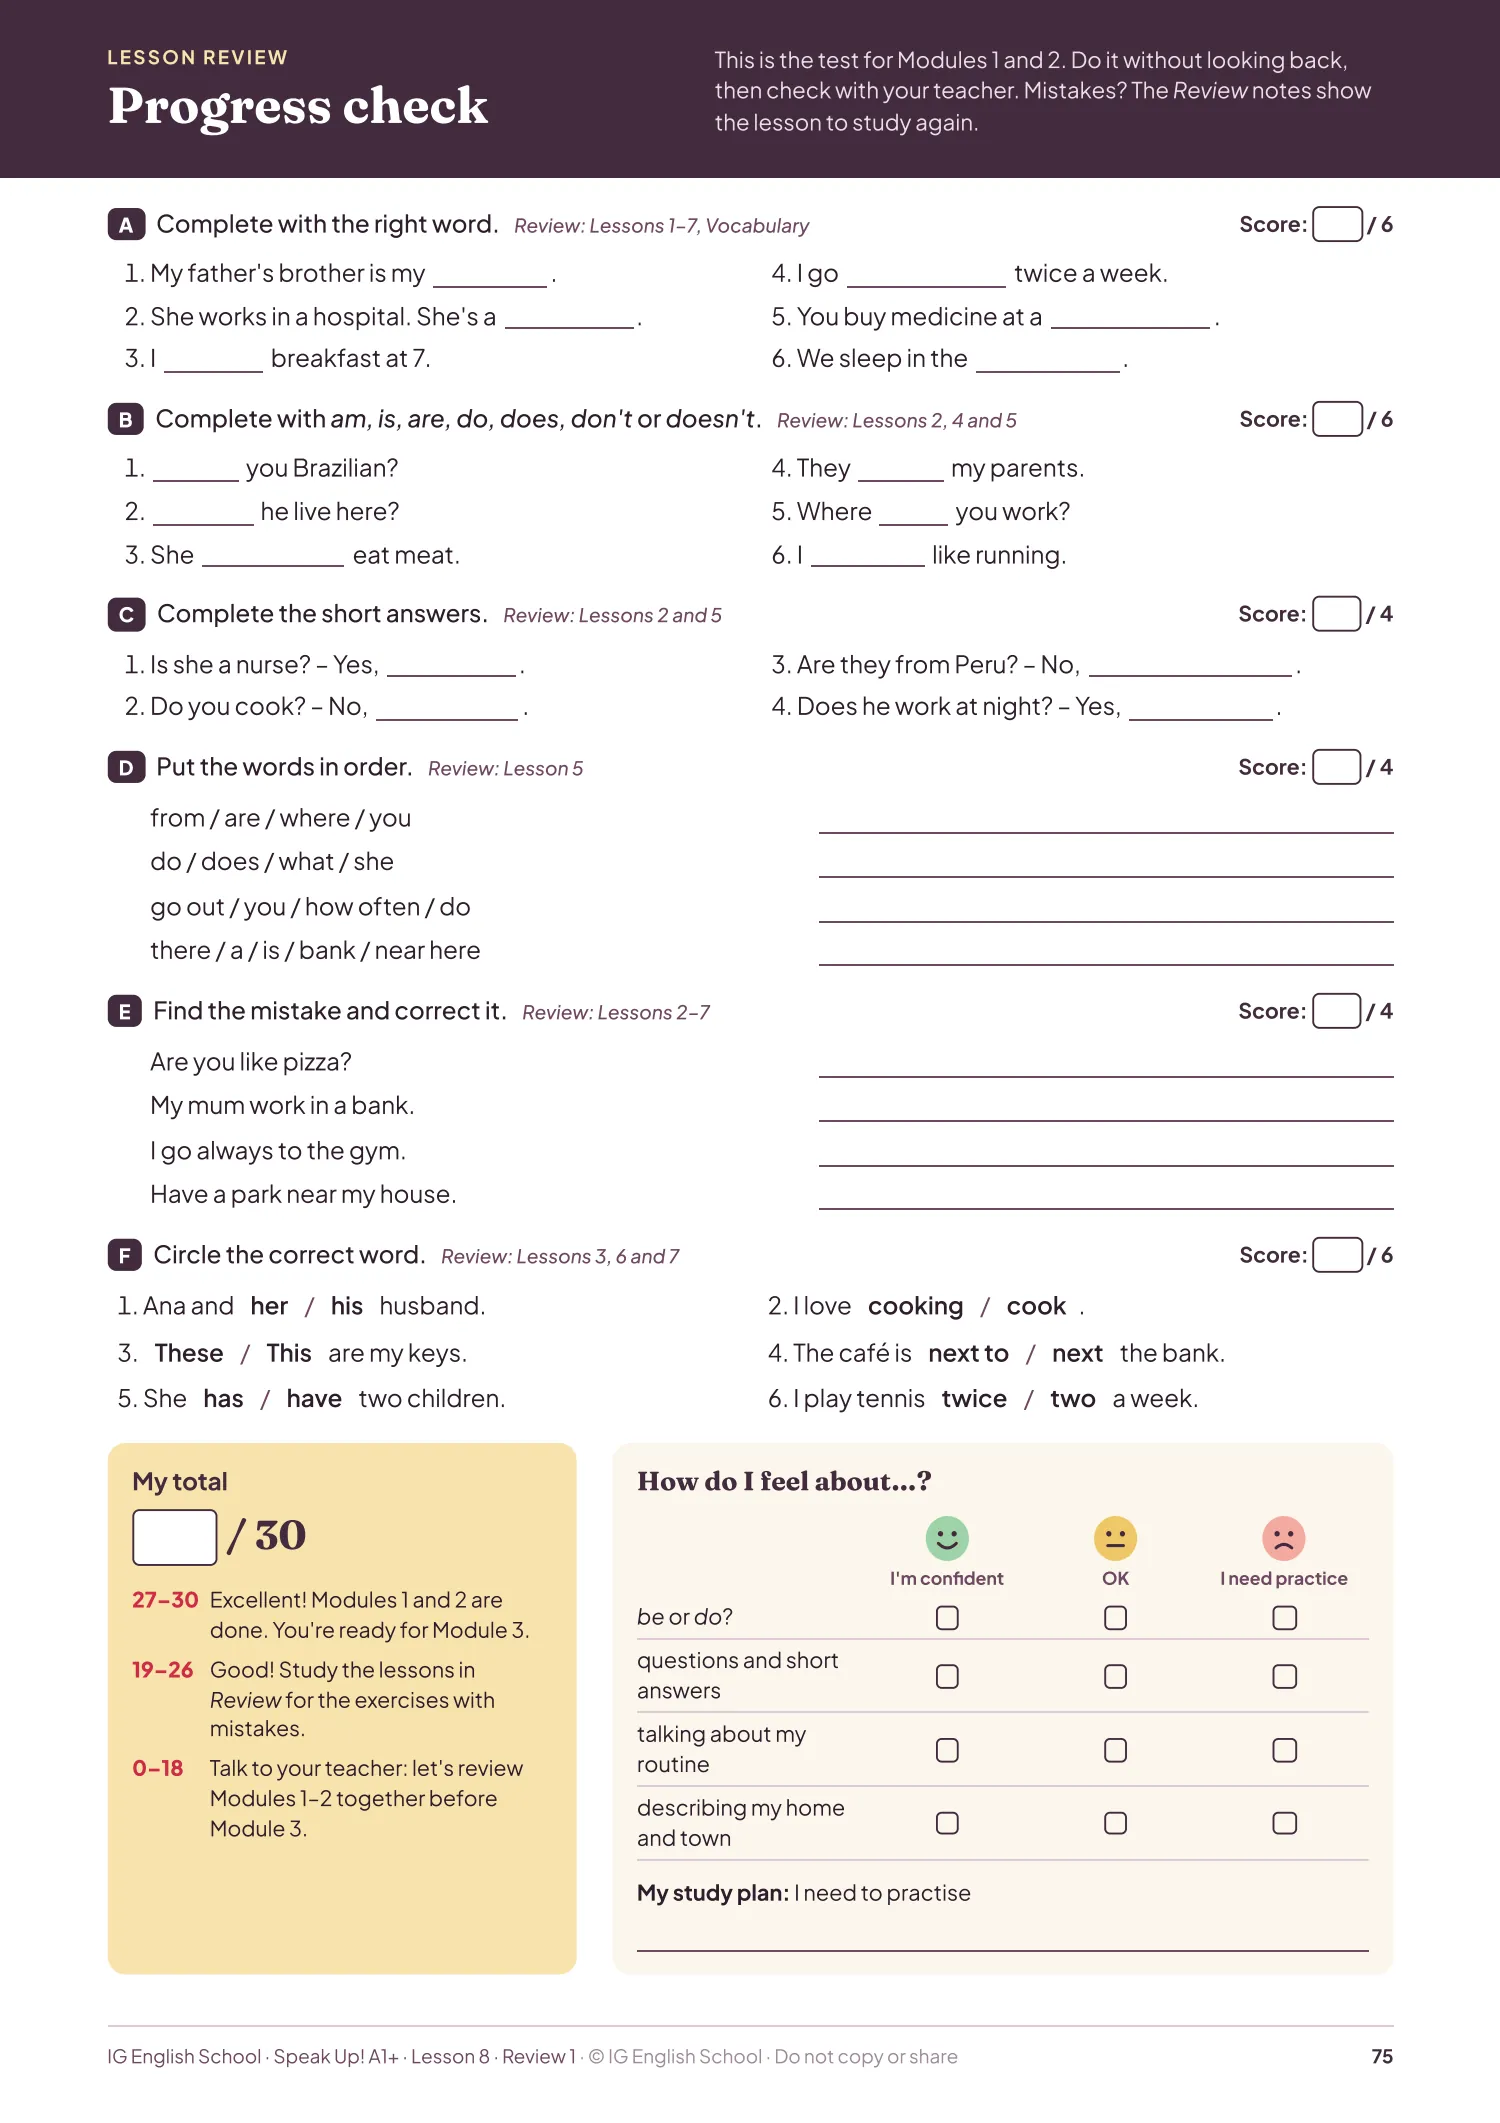 LESSON REVIEW
Progress check
This is the test for Modules 1 and 2. Do it without looking back,
then check with your teacher. Mistakes? The Review notes show
the lesson to study again.
A Complete with the right word. Review: Lessons 1–7, Vocabulary Score: / 6
1. My father's brother is my ________ .
2. She works in a hospital. She's a ________ .
3. I ________ breakfast at 7.
4. I go ________ twice a week.
5. You buy medicine at a ________ .
6. We sleep in the ________ .
B Complete with am, is, are, do, does, don't or doesn't. Review: Lessons 2, 4 and 5 Score: / 6
1. ________ you Brazilian?
2. ________ he live here?
3. She ________ eat meat.
4. They ________ my parents.
5. Where ________ you work?
6. I ________ like running.
C Complete the short answers. Review: Lessons 2 and 5 Score: / 4
1. Is she a nurse? – Yes, ________ .
2. Do you cook? – No, ________ .
3. Are they from Peru? – No, ________ .
4. Does he work at night? – Yes, ________ .
D Put the words in order. Review: Lesson 5 Score: / 4
from / are / where / you
do / does / what / she
go out / you / how often / do
there / a / is / bank / near here
E Find the mistake and correct it. Review: Lessons 2–7 Score: / 4
Are you like pizza?
My mum work in a bank.
I go always to the gym.
Have a park near my house.
F Circle the correct word. Review: Lessons 3, 6 and 7 Score: / 6
1. Ana and her / his husband.
2. I love cooking / cook .
3. These / This are my keys.
4. The café is next to / next the bank.
5. She has / have two children.
6. I play tennis twice / two a week.
My total
/ 30
27–30 Excellent! Modules 1 and 2 are
done. You're ready for Module 3.
19–26 Good! Study the lessons in
Review for the exercises with
mistakes.
0–18 Talk to your teacher: let's review
Modules 1–2 together before
Module 3.
How do I feel about...?
I'm confident OK I need practice
be or do?
questions and short
answers
talking about my
routine
describing my home
and town
My study plan: I need to practise
IG English School · Speak Up! A1+ · Lesson 8 · Review 1 · © IG English School · Do not copy or share 75